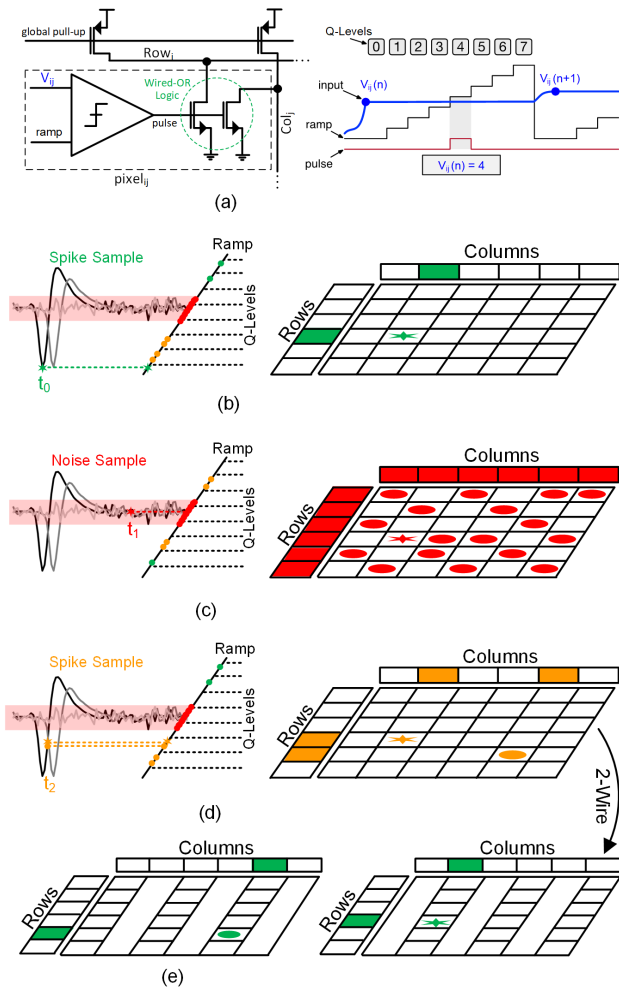 global pull-up
Row_i
V_ij
ramp
pulse
Wired-OR
Logic
Col_j
pixel_ij
Q-Levels
0 1 2 3 4 5 6 7
input
V_ij(n)
V_ij(n+1)
ramp
pulse
V_ij(n) = 4
(a)
Spike Sample
Ramp
Q-Levels
t_0
Columns
Rows
(b)
Noise Sample
Ramp
Q-Levels
t_1
Columns
Rows
(c)
Spike Sample
Ramp
Q-Levels
t_2
Columns
Rows
(d)
2-Wire
Columns
Rows
Columns
Rows
(e)